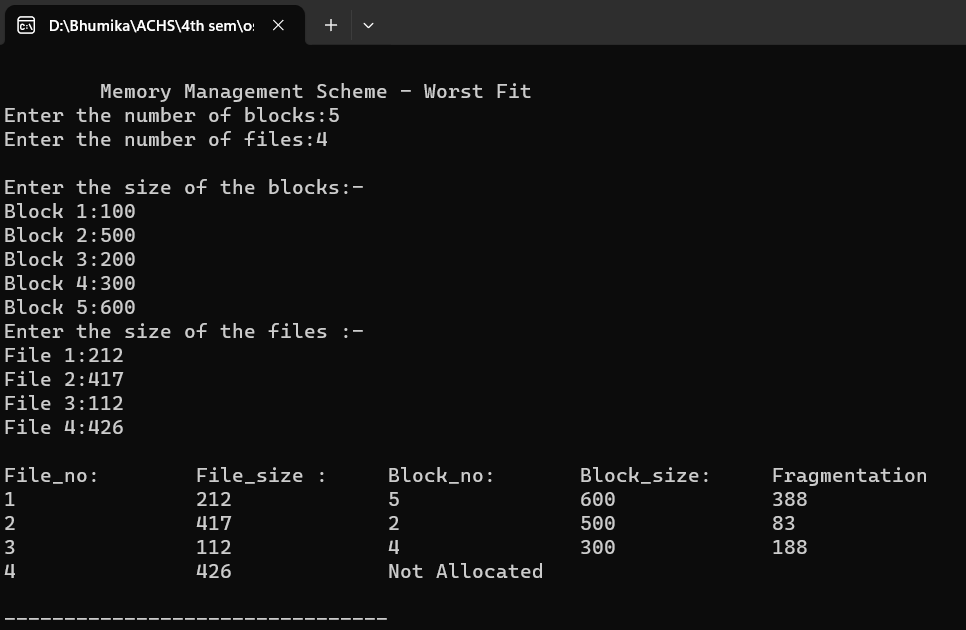 D:\Bhumika\ACHS\4th sem\os
Memory Management Scheme - Worst Fit
Enter the number of blocks:5
Enter the number of files:4
Enter the size of the blocks:-
Block 1:100
Block 2:500
Block 3:200
Block 4:300
Block 5:600
Enter the size of the files :-
File 1:212
File 2:417
File 3:112
File 4:426
File_no: File_size : Block_no: Block_size: Fragmentation
1 212 5 600 388
2 417 2 500 83
3 112 4 300 188
4 426 Not Allocated
--------------------------------